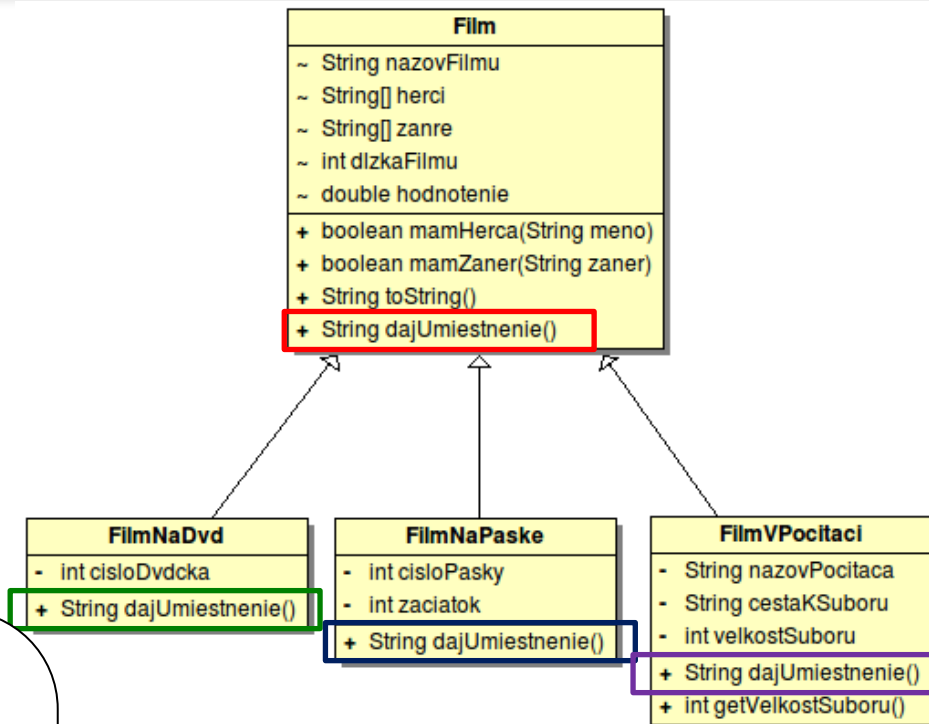 Film
~ String nazovFilmu
~ String[] herci
~ String[] zanre
~ int dlzkaFilmu
~ double hodnotenie
+ boolean mamHerca(String meno)
+ boolean mamZaner(String zaner)
+ String toString()
+ String dajUmiestnenie()
FilmNaDvd
- int cisloDvdcka
+ String dajUmiestnenie()
FilmNaPaske
- int cisloPasky
- int zaciatok
+ String dajUmiestnenie()
FilmVPocitaci
- String nazovPocitaca
- String cestaKSuboru
- int velkostSuboru
+ String dajUmiestnenie()
+ int getVelkostSuboru()